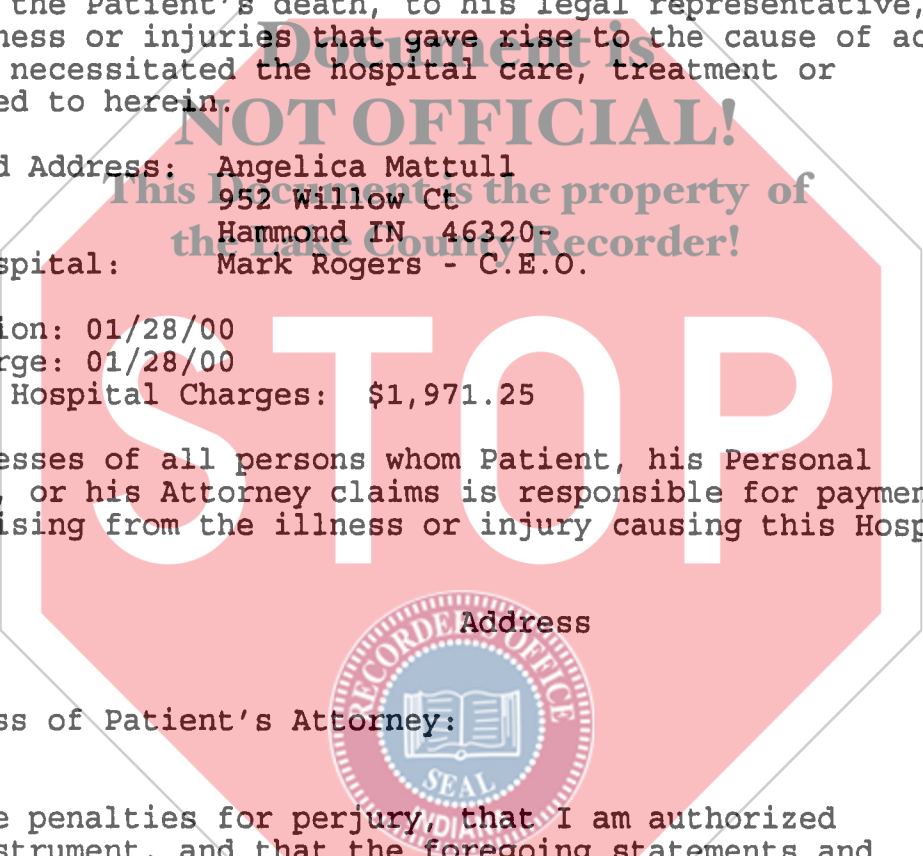 the Patient's death, to his legal representative,
ness or injuries that gave rise to the cause of ac
necessitated the hospital care, treatment or
ed to herein.
Document is
NOT OFFICIAL!
This Document is the property of
the Lake County Recorder!
d Address: Angelica Mattull
952 Willow Ct
Hammond IN 46320-
spital: Mark Rogers - C.E.O.
ion: 01/28/00
rge: 01/28/00
Hospital Charges: $1,971.25
STOP
esses of all persons whom Patient, his Personal
, or his Attorney claims is responsible for paymen
ising from the illness or injury causing this Hosp
Address
RECORDER'S OFFICE
SEAL
INDIANA
ss of Patient's Attorney:
e penalties for perjury, that I am authorized
strument, and that the foregoing statements and